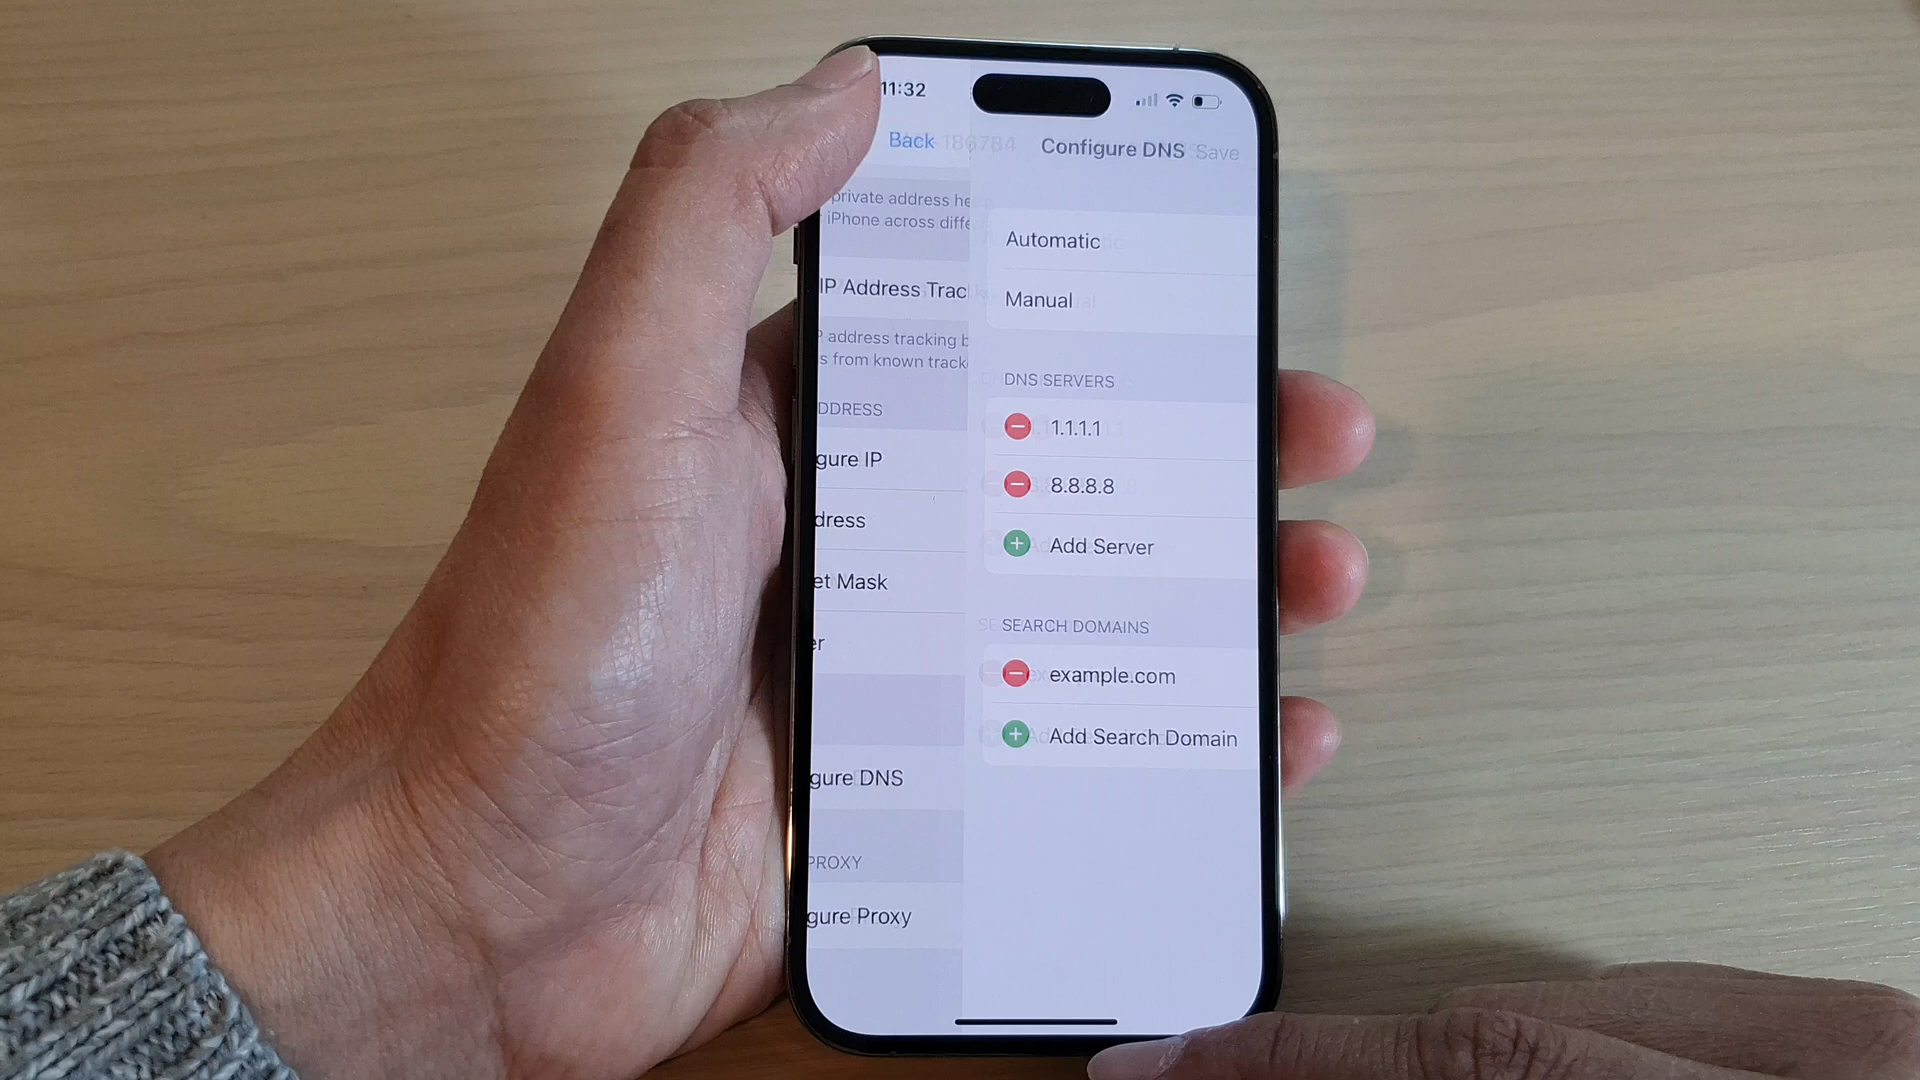 11:32
Back
186784
Configure DNS
Save
private address he
iPhone across diffe
IP Address Trac
address tracking b
s from known track
DDRESS
gure IP
dress
et Mask
er
gure DNS
PROXY
gure Proxy
Automatic
Manual
DNS SERVERS
1.1.1.1
8.8.8.8
Add Server
SEARCH DOMAINS
example.com
Add Search Domain